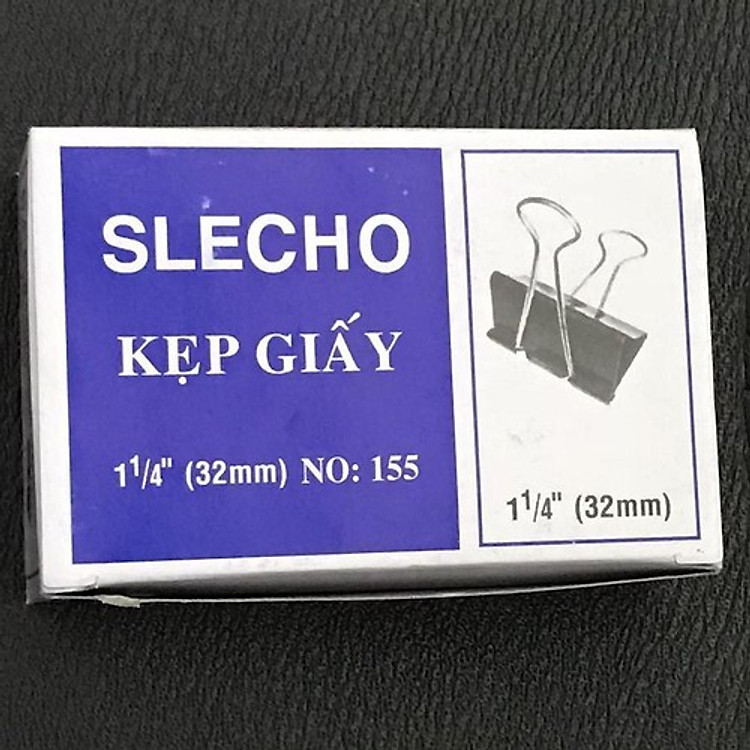 SLECHO
KẸP GIẤY
1 1/4" (32mm) NO: 155
1 1/4" (32mm)